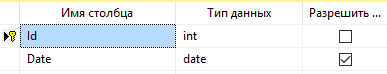 Имя столбца Тип данных Разрешить ...
Id int
Date date